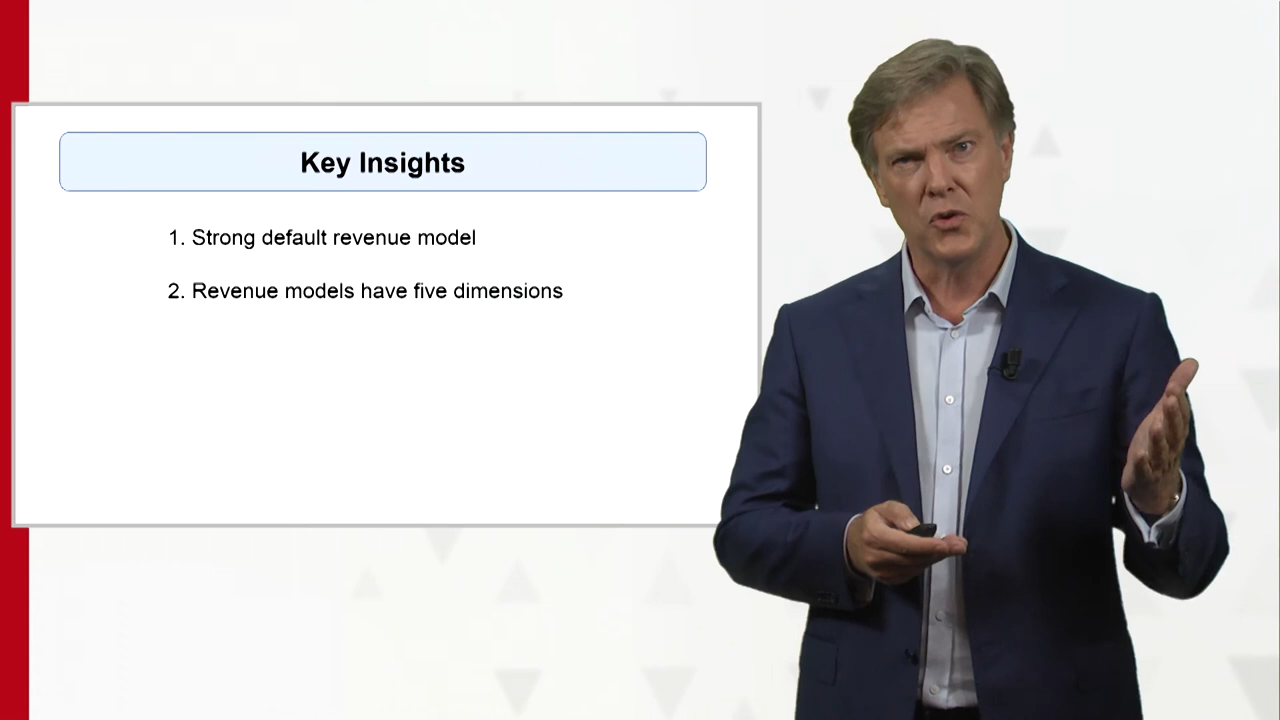 Key Insights
1. Strong default revenue model
2. Revenue models have five dimensions